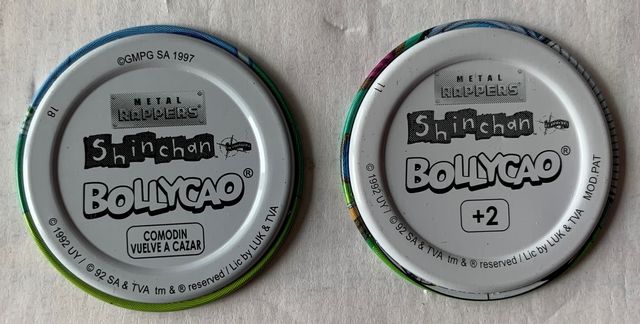 ©GMPG SA 1997
18
METAL
RAPPERS®
Shinchan
BOLLYCAO®
COMODIN
VUELVE A CAZAR
©1992 UY / © 92 SA & TVA tm & ® reserved / Lic by LUK & TVA
11
METAL
RAPPERS®
Shinchan
BOLLYCAO®
+2
©1992 UY / © 92 SA & TVA tm & ® reserved / Lic by LUK & TVA MOD.PAT